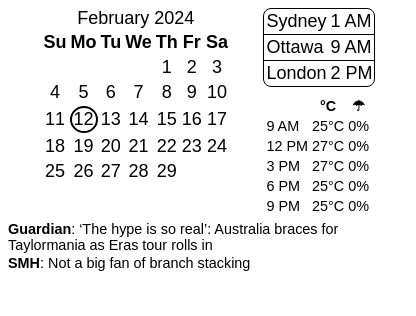 February 2024
Su Mo Tu We Th Fr Sa
1 2 3
4 5 6 7 8 9 10
11 12 13 14 15 16 17
18 19 20 21 22 23 24
25 26 27 28 29
Sydney 1 AM
Ottawa 9 AM
London 2 PM
°C ☂
9 AM 25°C 0%
12 PM 27°C 0%
3 PM 27°C 0%
6 PM 25°C 0%
9 PM 25°C 0%
Guardian: ‘The hype is so real’: Australia braces for
Taylormania as Eras tour rolls in
SMH: Not a big fan of branch stacking